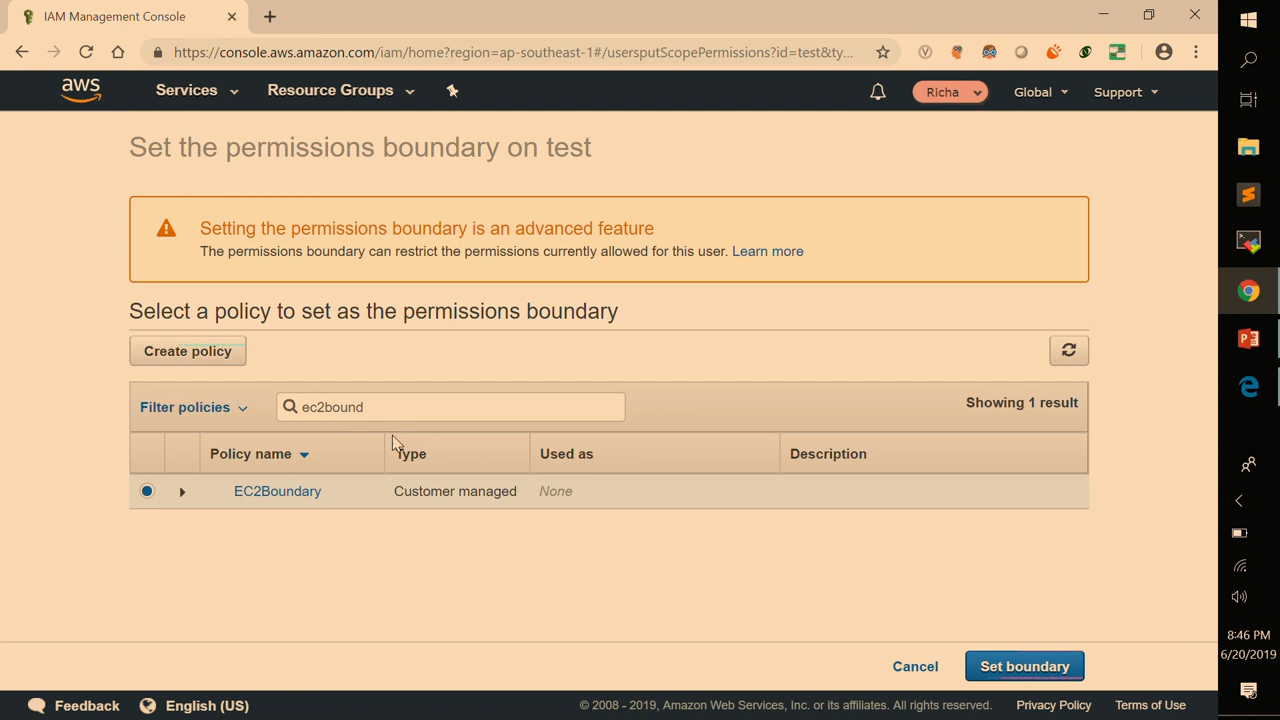 IAM Management Console
https://console.aws.amazon.com/iam/home?region=ap-southeast-1#/usersputScopePermissions?id=test&ty...
aws Services Resource Groups Richa Global Support
Set the permissions boundary on test
Setting the permissions boundary is an advanced feature
The permissions boundary can restrict the permissions currently allowed for this user. Learn more
Select a policy to set as the permissions boundary
Create policy
Filter policies ec2bound Showing 1 result
Policy name Type Used as Description
EC2Boundary Customer managed None
8:46 PM
6/20/2019
Cancel Set boundary
Feedback English (US) © 2008 - 2019, Amazon Web Services, Inc. or its affiliates. All rights reserved. Privacy Policy Terms of Use